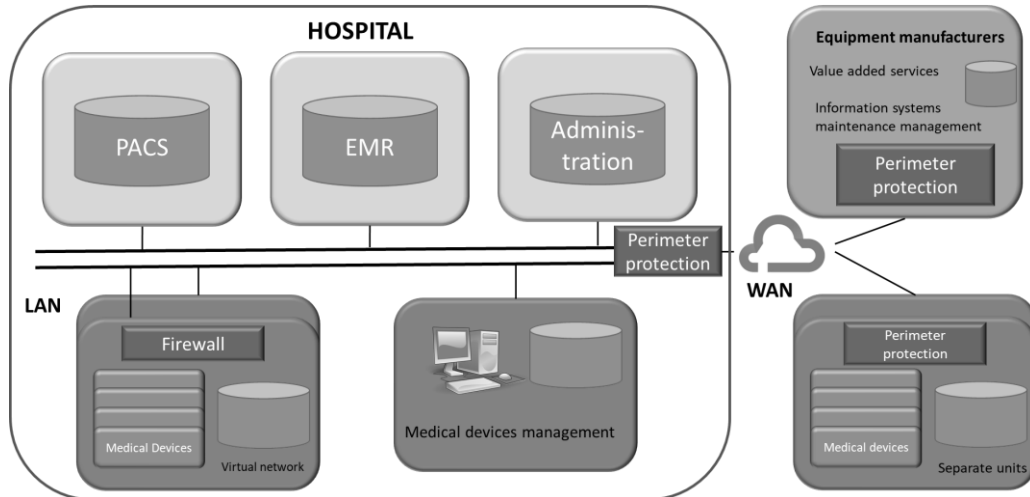 HOSPITAL
PACS
EMR
Adminis-
tration
Equipment manufacturers
Value added services
Information systems
maintenance management
Perimeter
protection
Perimeter
protection
WAN
LAN
Firewall
Medical Devices
Virtual network
Medical devices management
Perimeter
protection
Medical devices
Separate units